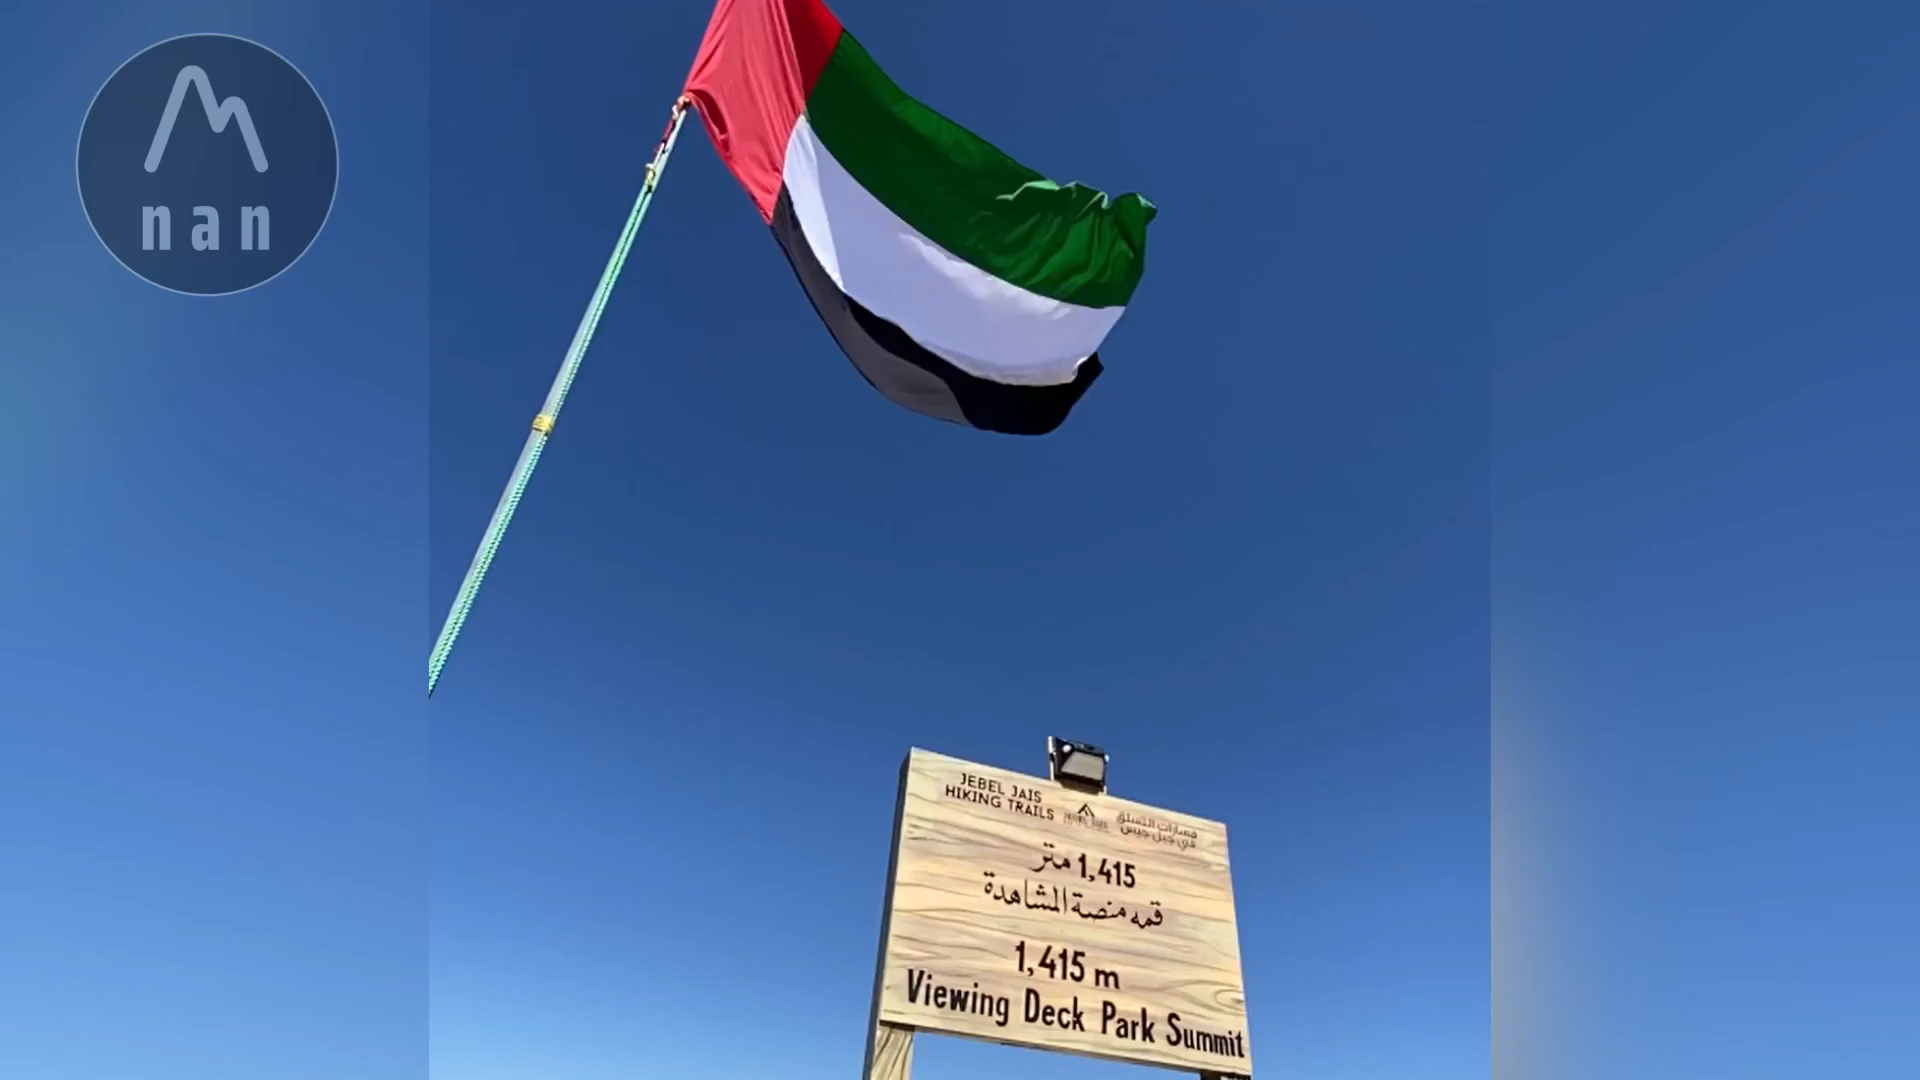 nan
JEBEL JAIS
HIKING TRAILS
مسارات التسلق
في جبل جيس
1,415 متر
قمه منصة المشاهدة
1,415 m
Viewing Deck Park Summit